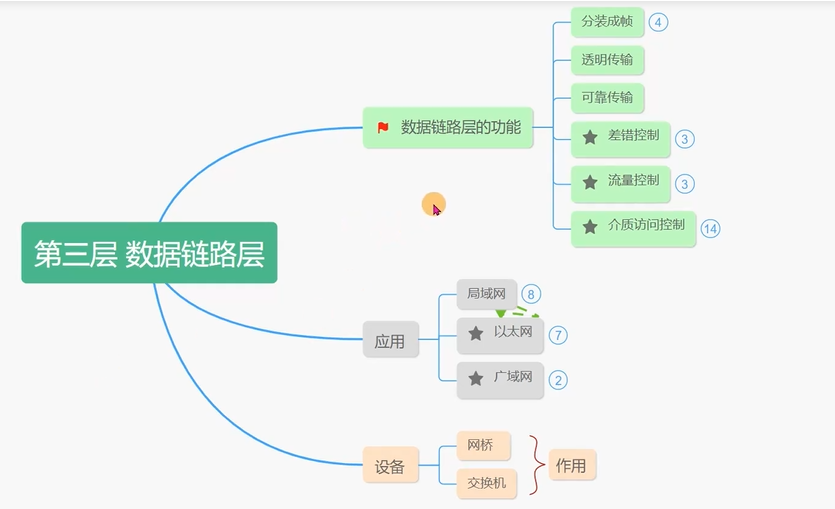 分装成帧 4
透明传输
可靠传输
数据链路层的功能
差错控制 3
流量控制 3
介质访问控制 14
第三层 数据链路层
局域网 8
应用
以太网 7
广域网 2
网桥
设备
作用
交换机